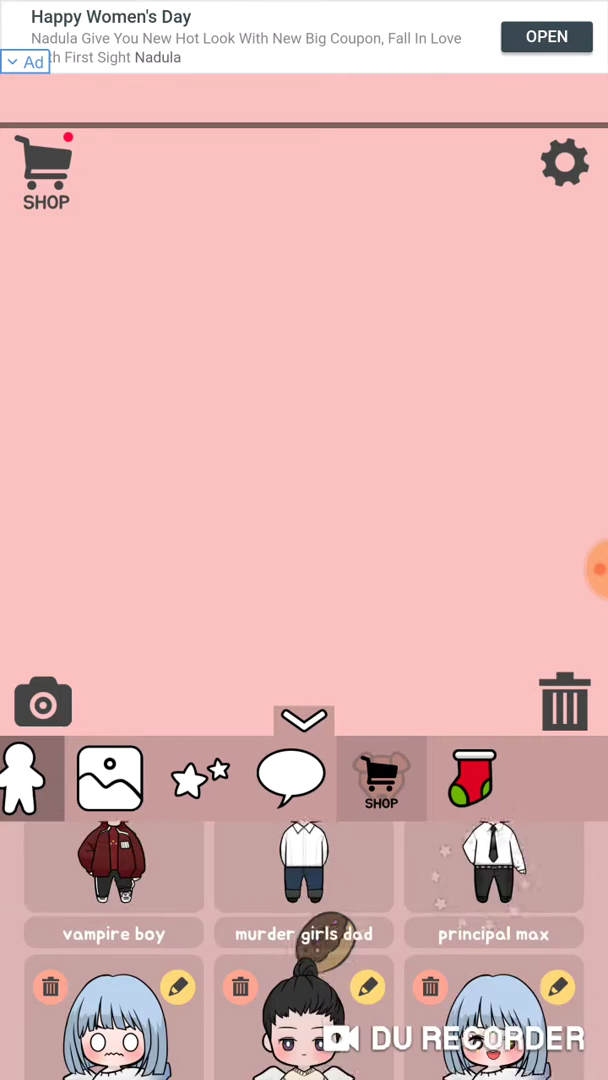 Happy Women's Day
Nadula Give You New Hot Look With New Big Coupon, Fall In Love
th First Sight Nadula
OPEN
Ad
SHOP
SHOP
vampire boy
murder girls dad
principal max
DU RECORDER